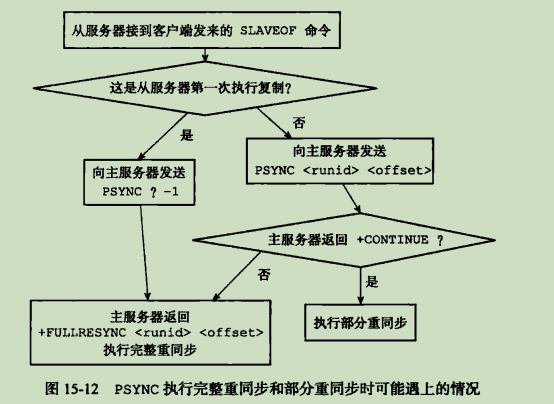 从服务器接到客户端发来的 SLAVEOF 命令
这是从服务器第一次执行复制?
是
否
向主服务器发送
PSYNC ? -1
向主服务器发送
PSYNC <runid> <offset>
主服务器返回 +CONTINUE ?
否
是
主服务器返回
+FULLRESYNC <runid> <offset>
执行完整重同步
执行部分重同步
图 15-12 PSYNC 执行完整重同步和部分重同步时可能遇上的情况